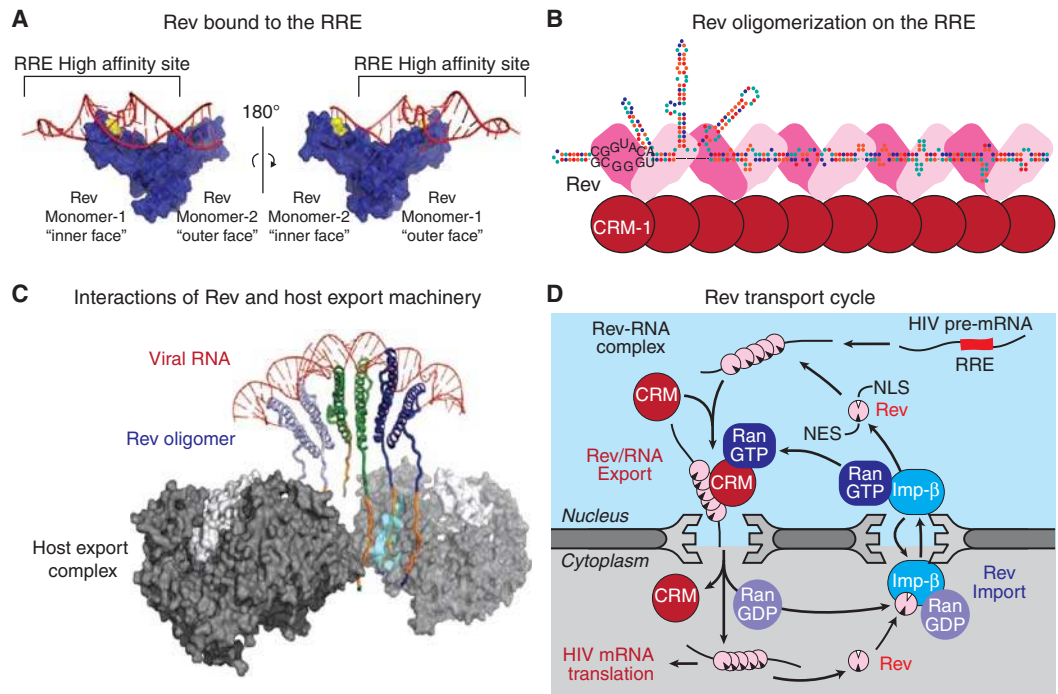 A
Rev bound to the RRE
RRE High affinity site
RRE High affinity site
180°
Rev
Monomer-1
“inner face”
Rev
Monomer-2
“outer face”
Rev
Monomer-2
“inner face”
Rev
Monomer-1
“outer face”
B
Rev oligomerization on the RRE
CGGUACA
GCGGGU
Rev
CRM-1
C
Interactions of Rev and host export machinery
Viral RNA
Rev oligomer
Host export
complex
D
Rev transport cycle
Rev-RNA
complex
HIV pre-mRNA
RRE
CRM
NLS
Rev
NES
Ran
GTP
Rev/RNA
Export
CRM
Ran
GTP
Imp-β
Nucleus
Cytoplasm
CRM
Ran
GDP
Imp-β
Ran
GDP
Rev
Import
HIV mRNA
translation
Rev